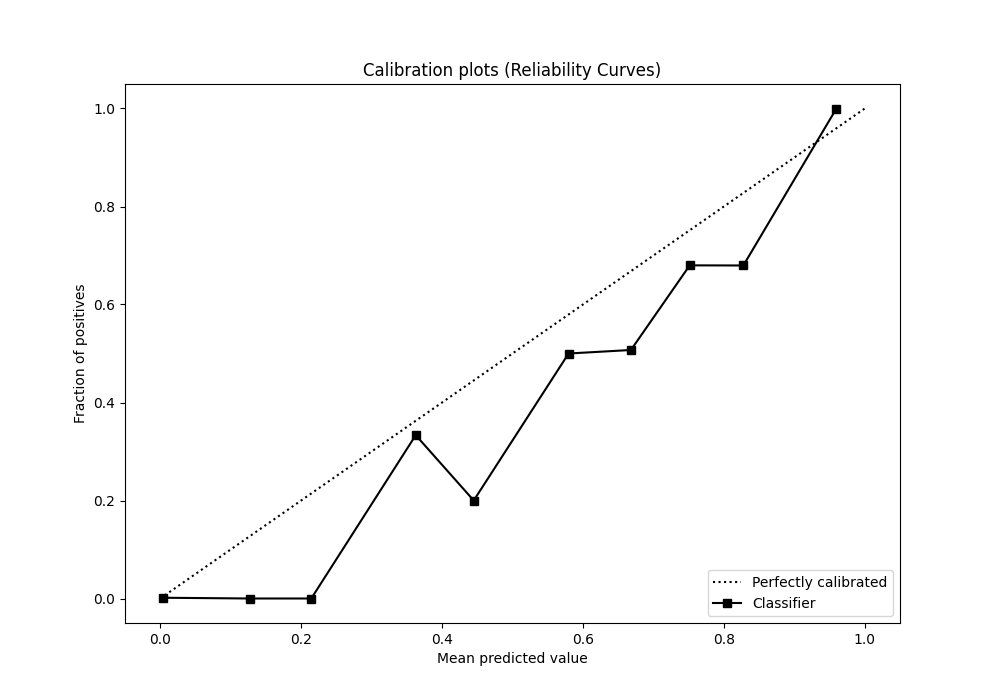 Calibration plots (Reliability Curves)
1.0
0.8
0.6
0.4
0.2
0.0
Fraction of positives
0.0 0.2 0.4 0.6 0.8 1.0
Mean predicted value
Perfectly calibrated
Classifier